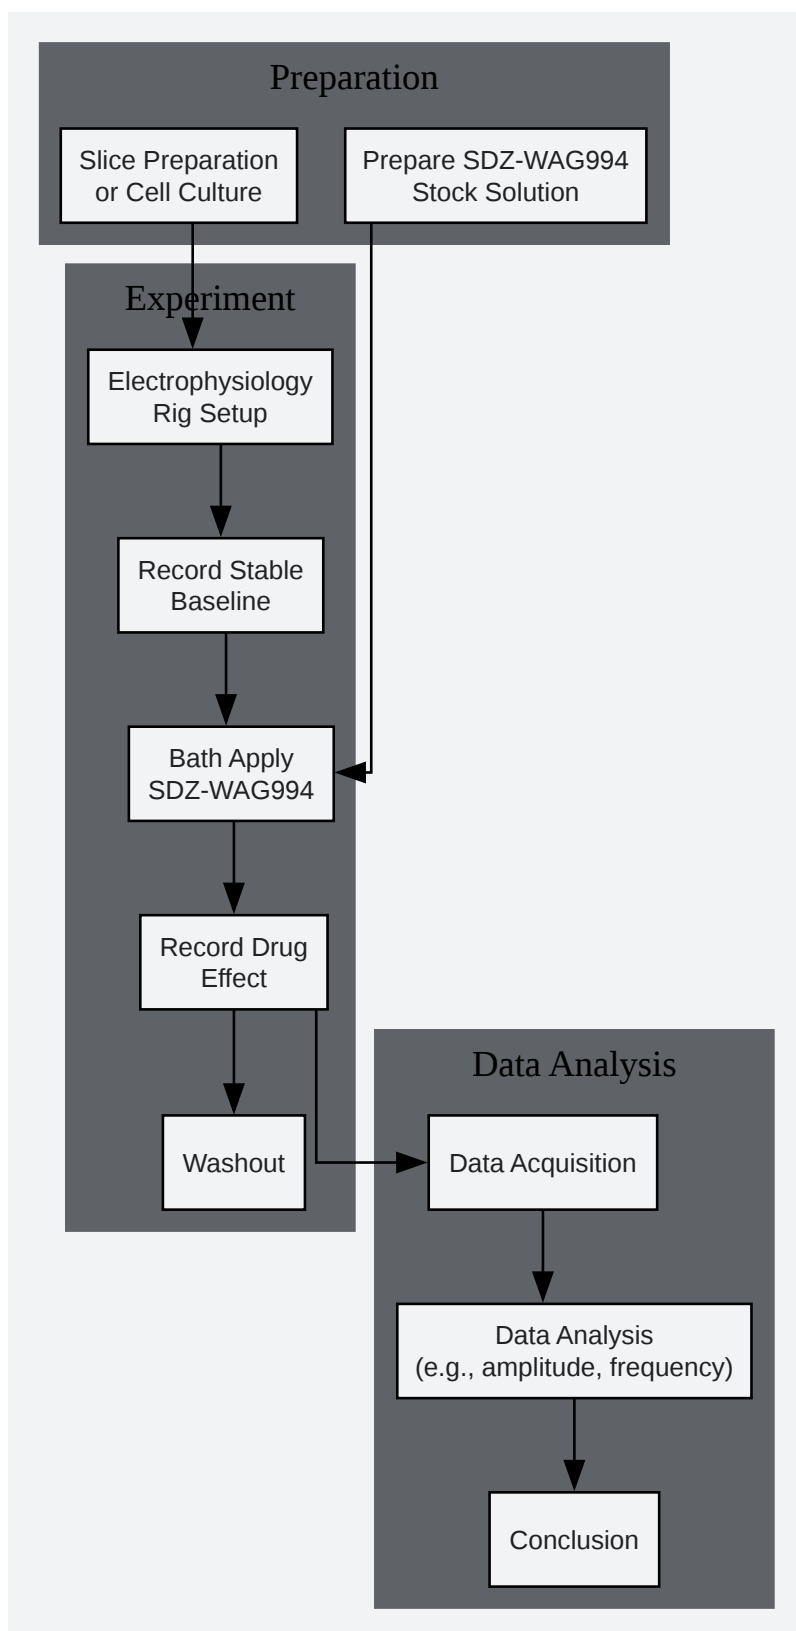 Preparation
Slice Preparation
or Cell Culture
Prepare SDZ-WAG994
Stock Solution
Experiment
Electrophysiology
Rig Setup
Record Stable
Baseline
Bath Apply
SDZ-WAG994
Record Drug
Effect
Washout
Data Analysis
Data Acquisition
Data Analysis
(e.g., amplitude, frequency)
Conclusion